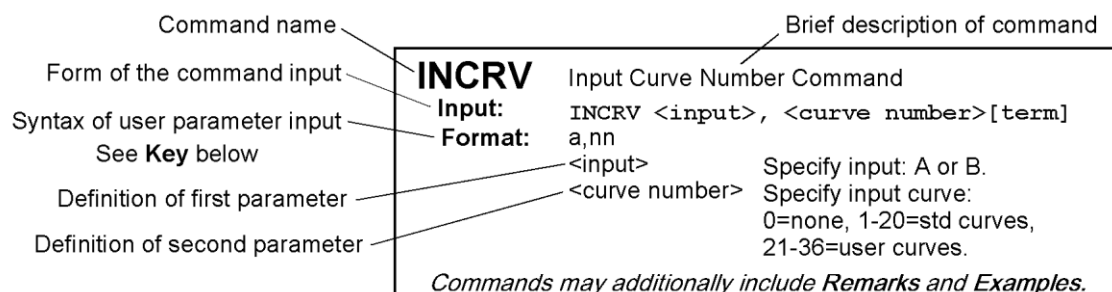 Command name
Brief description of command
Form of the command input
INCRV Input Curve Number Command
Input: INCRV <input>, <curve number>[term]
Syntax of user parameter input
Format: a,nn
See Key below
<input> Specify input: A or B.
Definition of first parameter
<curve number> Specify input curve:
0=none, 1-20=std curves,
Definition of second parameter
21-36=user curves.
Commands may additionally include Remarks and Examples.